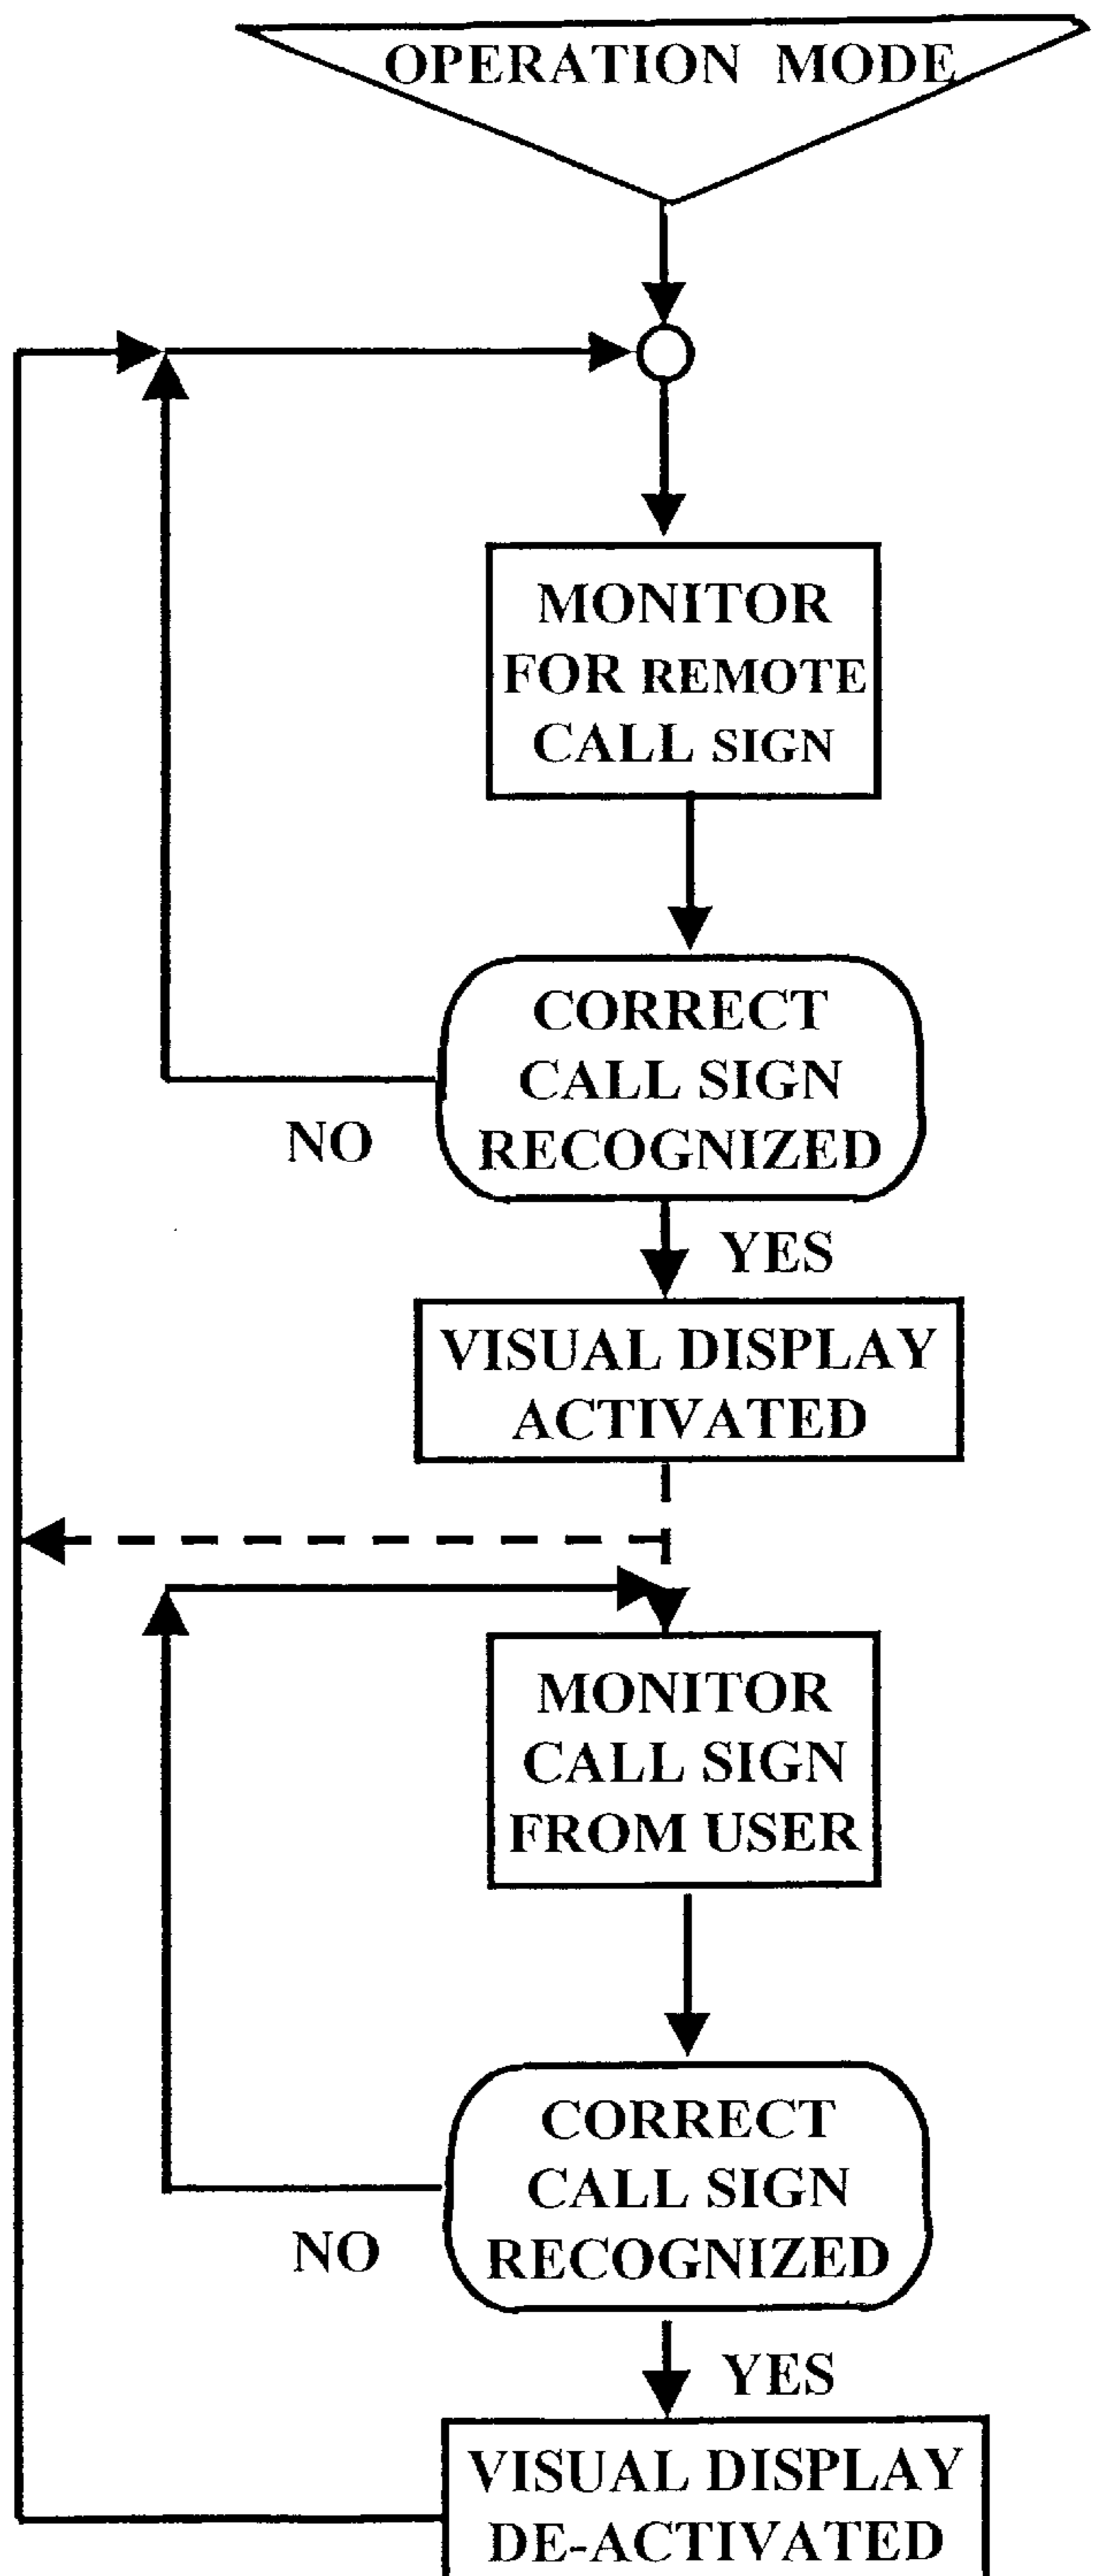 OPERATION MODE
MONITOR
FOR REMOTE
CALL SIGN
CORRECT
CALL SIGN
RECOGNIZED
NO
YES
VISUAL DISPLAY
ACTIVATED
MONITOR
CALL SIGN
FROM USER
CORRECT
CALL SIGN
RECOGNIZED
NO
YES
VISUAL DISPLAY
DE-ACTIVATED